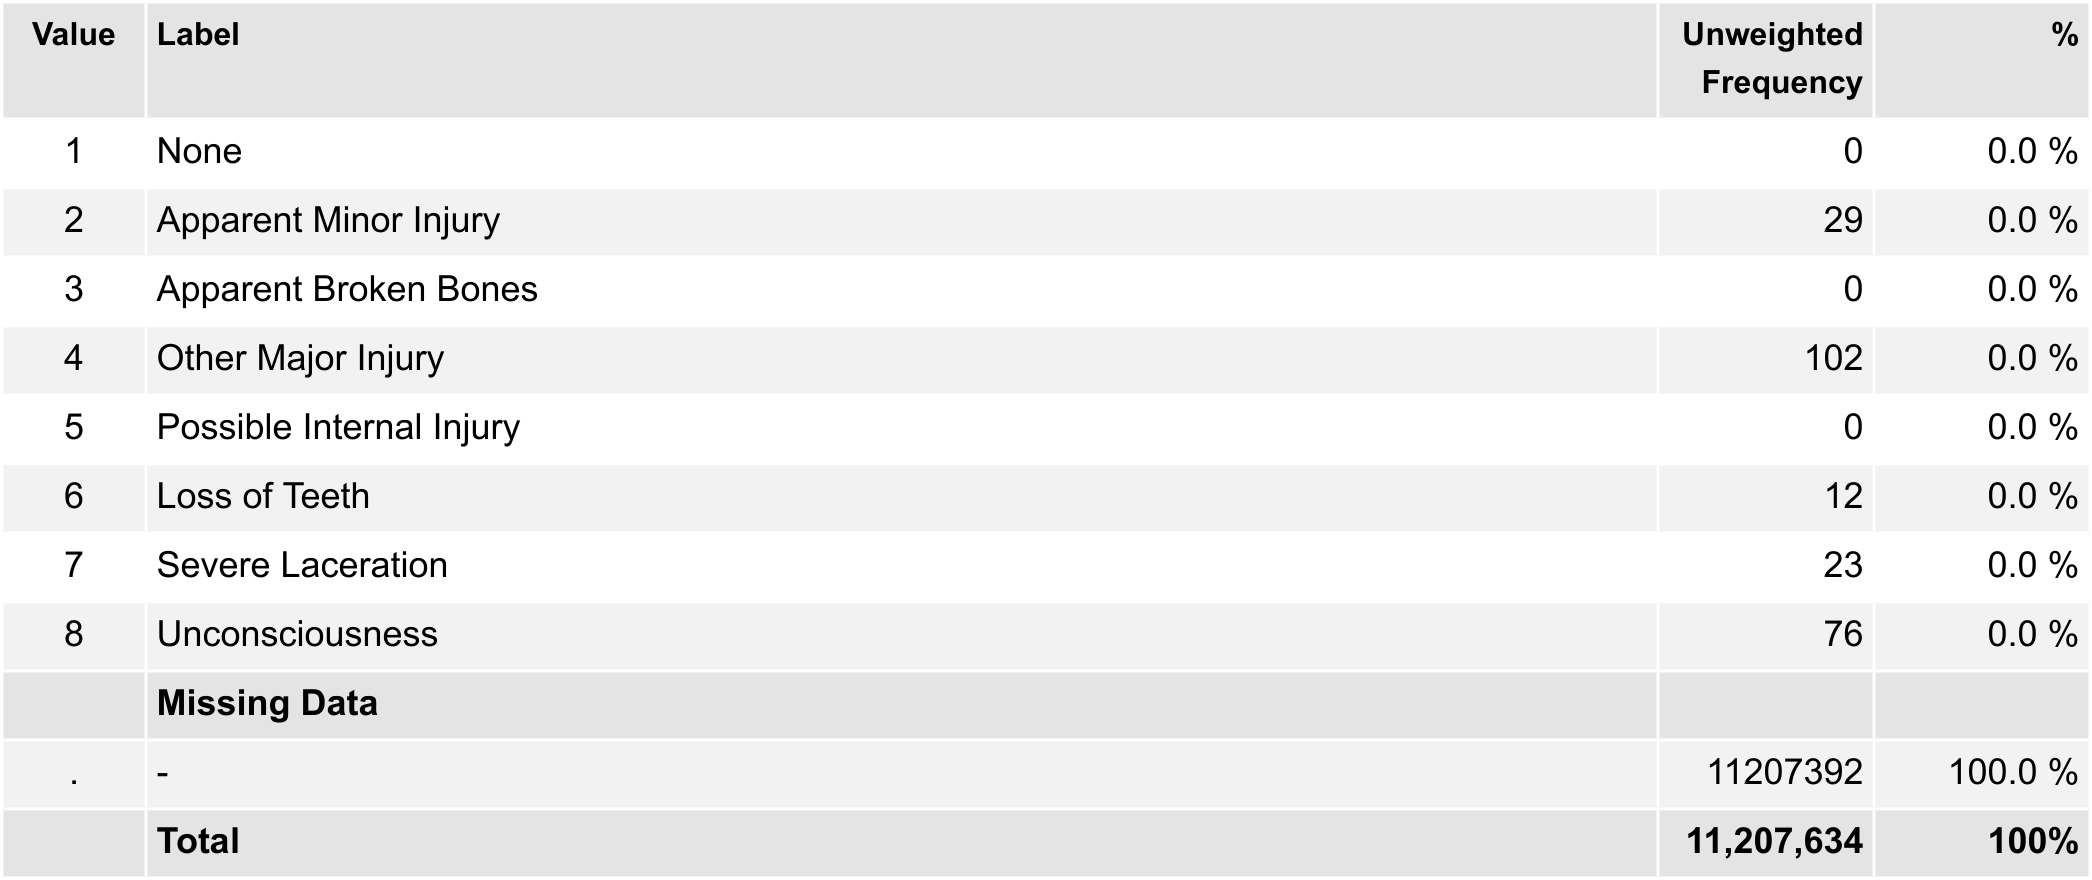 Value Label Unweighted Frequency %
1 None 0 0.0 %
2 Apparent Minor Injury 29 0.0 %
3 Apparent Broken Bones 0 0.0 %
4 Other Major Injury 102 0.0 %
5 Possible Internal Injury 0 0.0 %
6 Loss of Teeth 12 0.0 %
7 Severe Laceration 23 0.0 %
8 Unconsciousness 76 0.0 %
Missing Data
. - 11207392 100.0 %
Total 11,207,634 100%